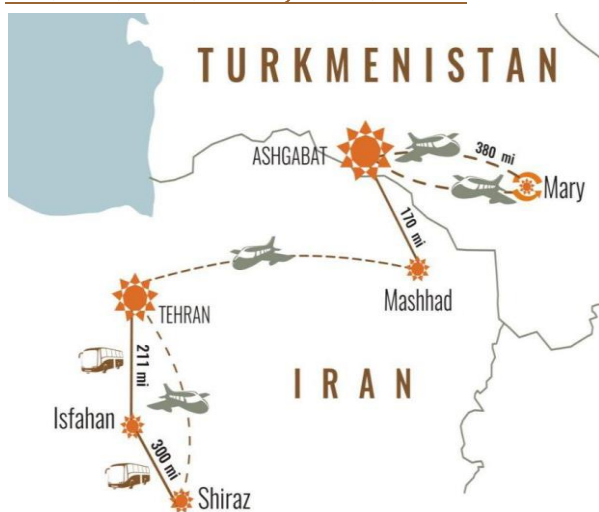 TURKMENISTAN
ASHGABAT
380 mi
Mary
170 mi
Mashhad
TEHRAN
211 mi
IRAN
Isfahan
300 mi
Shiraz